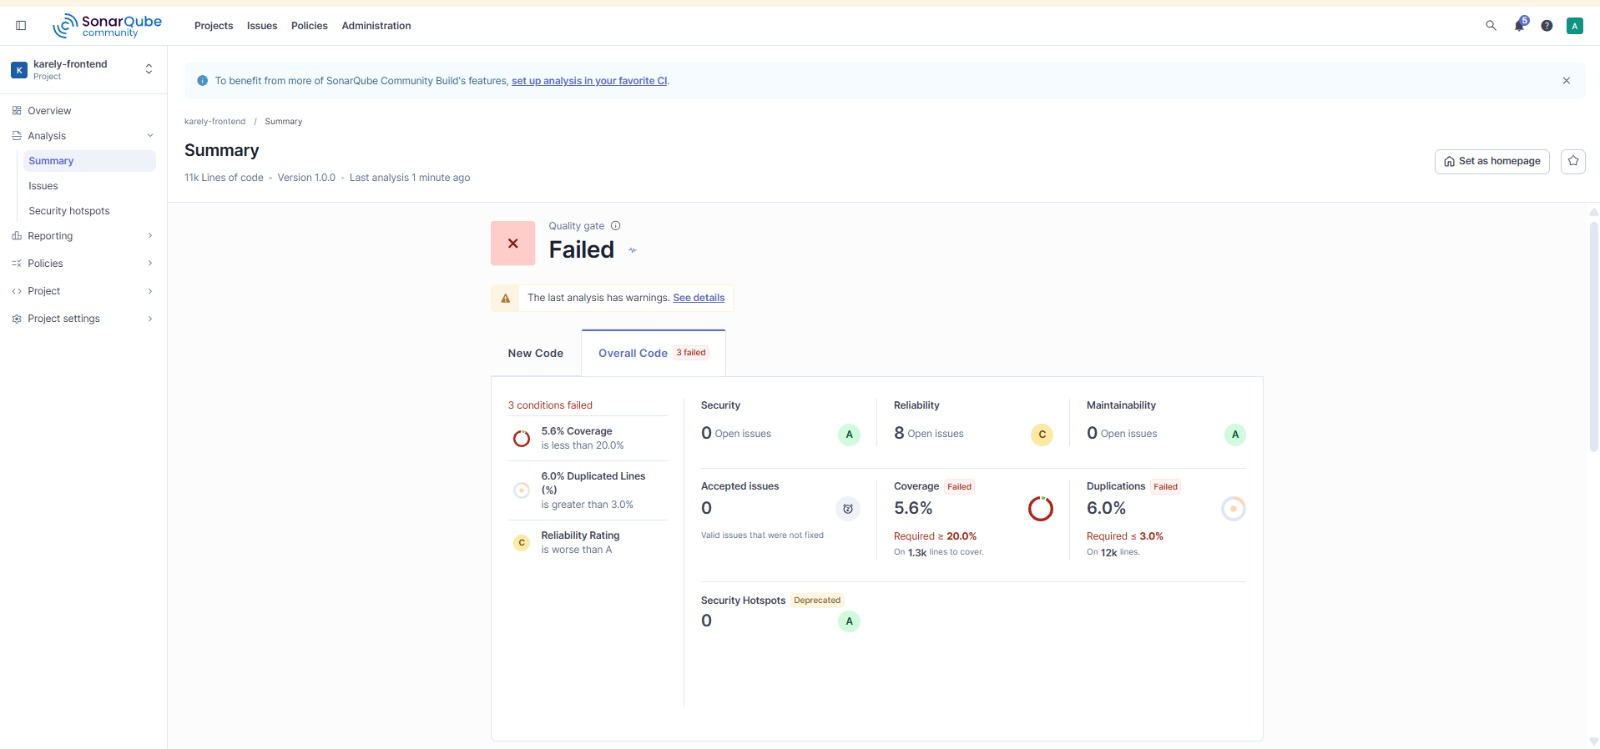 SonarQube
community
Projects Issues Policies Administration
5
?
A
K
karely-frontend
Project
Overview
Analysis
Summary
Issues
Security hotspots
Reporting
Policies
Project
Project settings
To benefit from more of SonarQube Community Build's features, set up analysis in your favorite CI.
karely-frontend / Summary
Summary
11k Lines of code • Version 1.0.0 • Last analysis 1 minute ago
Set as homepage
Quality gate
Failed
The last analysis has warnings. See details
New Code
Overall Code 3 failed
3 conditions failed
5.6% Coverage
is less than 20.0%
6.0% Duplicated Lines
(%)
is greater than 3.0%
C
Reliability Rating
is worse than A
Security
0 Open issues A
Reliability
8 Open issues C
Maintainability
0 Open issues A
Accepted issues
0
Valid issues that were not fixed
Coverage Failed
5.6%
Required ≥ 20.0%
On 1.3k lines to cover.
Duplications Failed
6.0%
Required ≤ 3.0%
On 12k lines.
Security Hotspots Deprecated
0 A